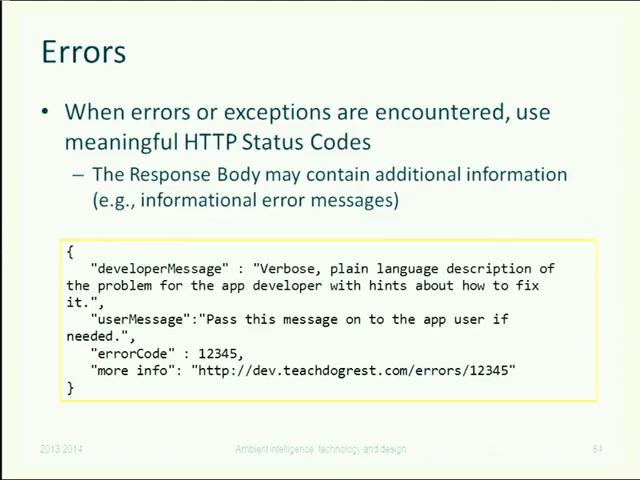 Errors
• When errors or exceptions are encountered, use
meaningful HTTP Status Codes
– The Response Body may contain additional information
(e.g., informational error messages)
{
"developerMessage" : "Verbose, plain language description of
the problem for the app developer with hints about how to fix
it.",
"userMessage":"Pass this message on to the app user if
needed.",
"errorCode" : 12345,
"more info": "http://dev.teachdogrest.com/errors/12345"
}
2013/2014 Ambient intelligence: technology and design 84